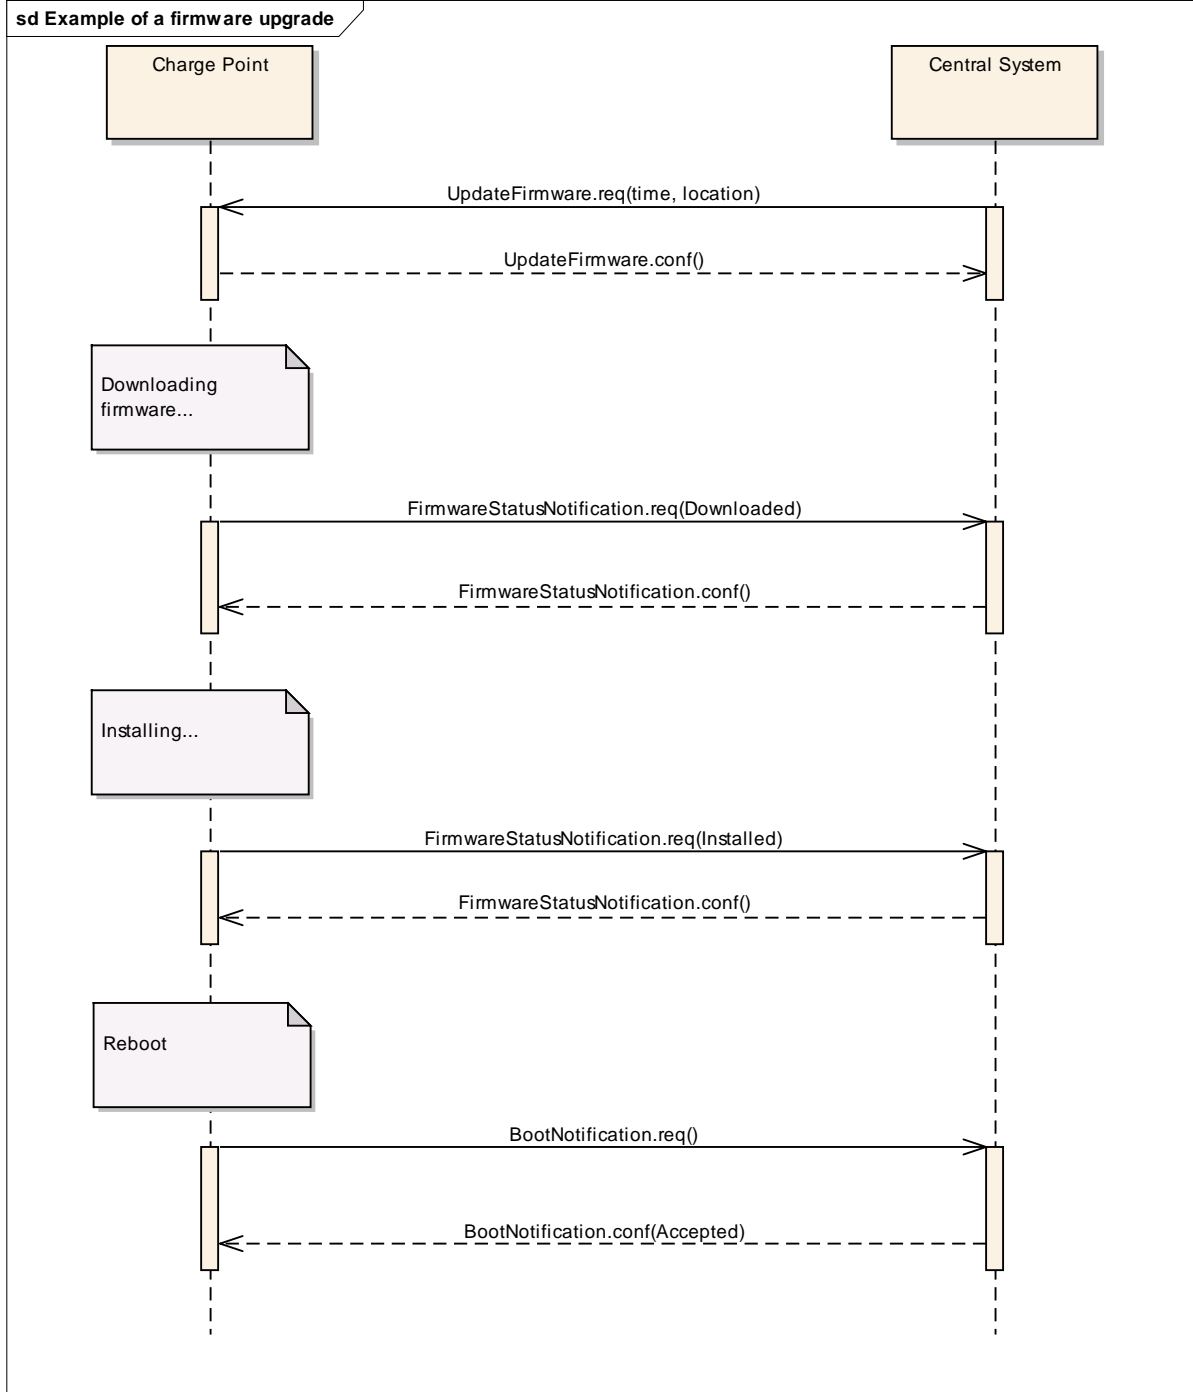 sd Example of a firmware upgrade
Charge Point
Central System
UpdateFirmware.req(time, location)
UpdateFirmware.conf()
Downloading
firmware...
FirmwareStatusNotification.req(Downloaded)
FirmwareStatusNotification.conf()
Installing...
FirmwareStatusNotification.req(Installed)
FirmwareStatusNotification.conf()
Reboot
BootNotification.req()
BootNotification.conf(Accepted)